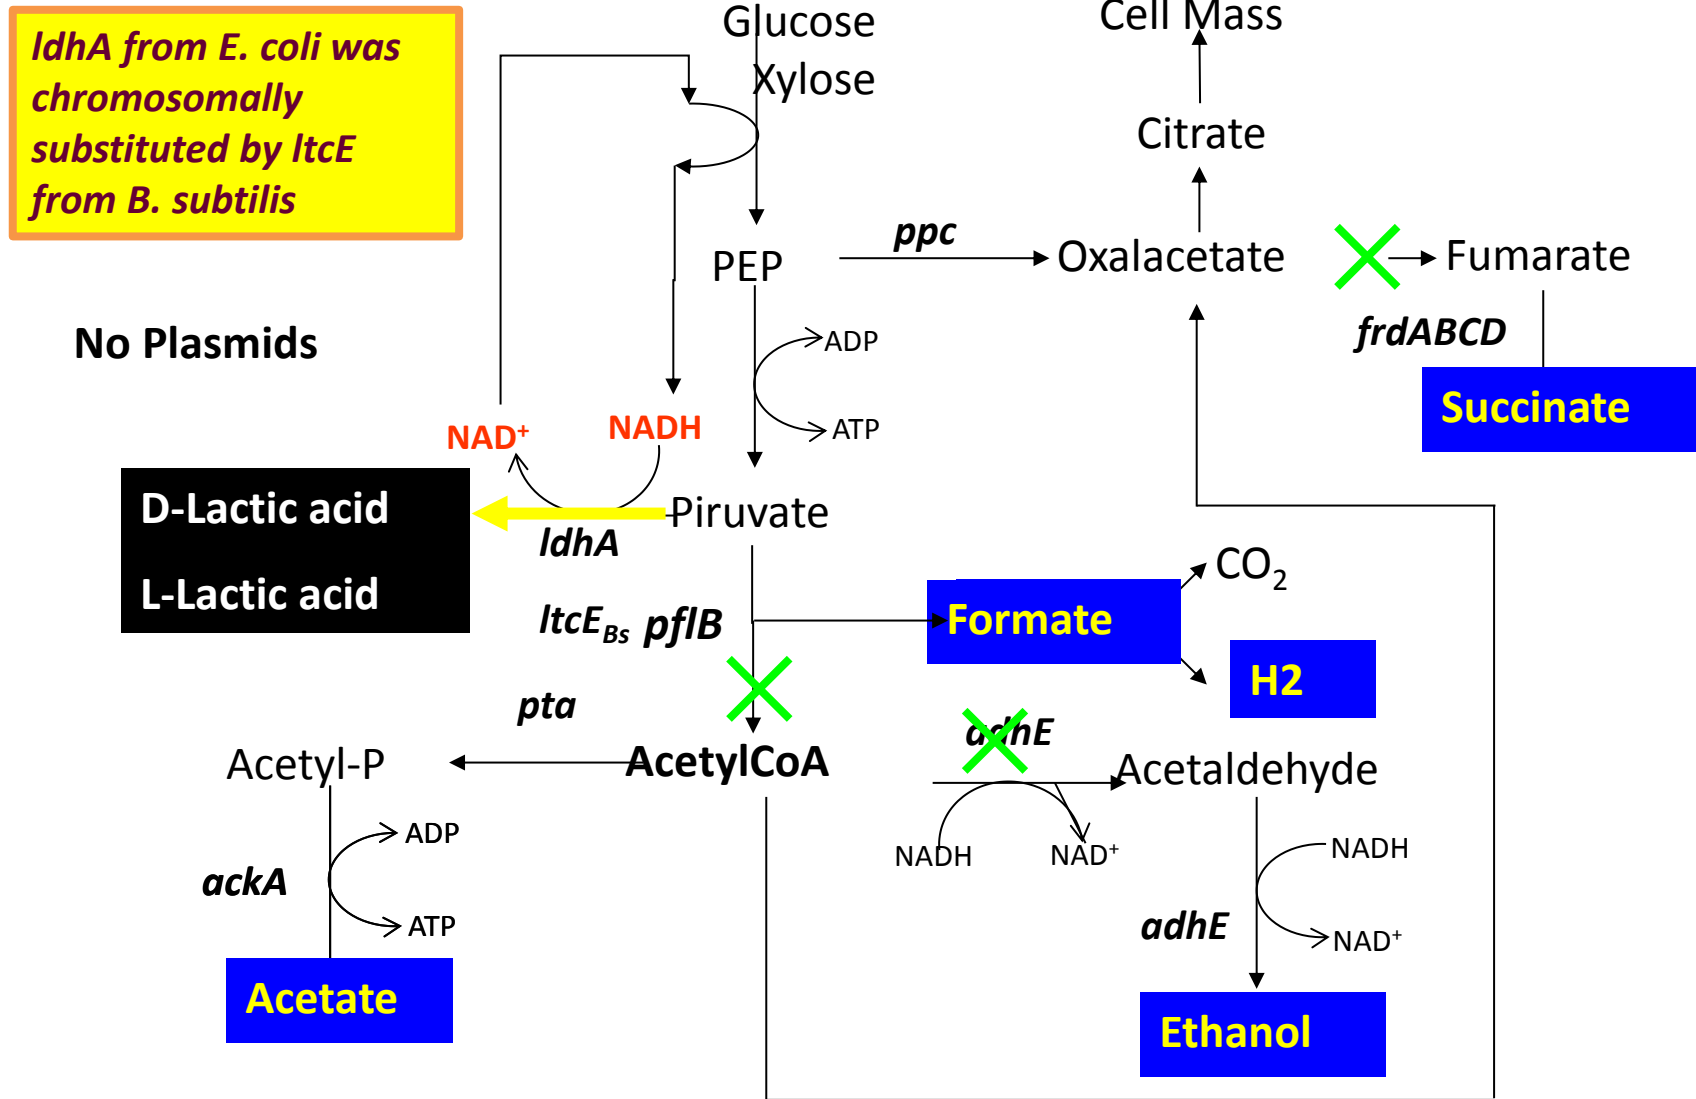 ldhA from E. coli was
chromosomally
substituted by ltcE
from B. subtilis
Glucose
Xylose
Cell Mass
Citrate
PEP
ppc
Oxalacetate
Fumarate
No Plasmids
ADP
ATP
frdABCD
Succinate
NAD+
NADH
D-Lactic acid
L-Lactic acid
Piruvate
ldhA
ltcEBs pflB
Formate
CO2
H2
pta
Acetyl-P
AcetylCoA
adhE
Acetaldehyde
NADH
NAD+
ADP
ackA
ATP
Acetate
NADH
adhE
NAD+
Ethanol